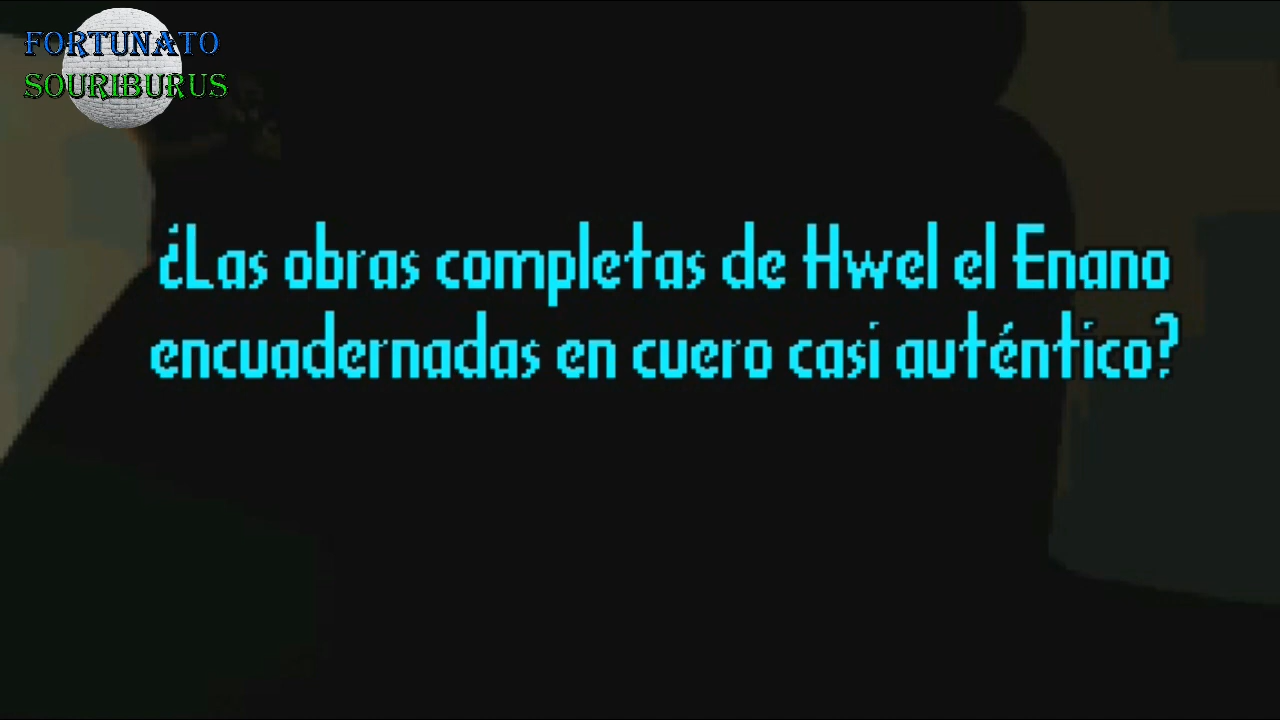 FORTUNATO
SOURIBURUS
¿Las obras completas de Hwel el Enano
encuadernadas en cuero casi auténtico?